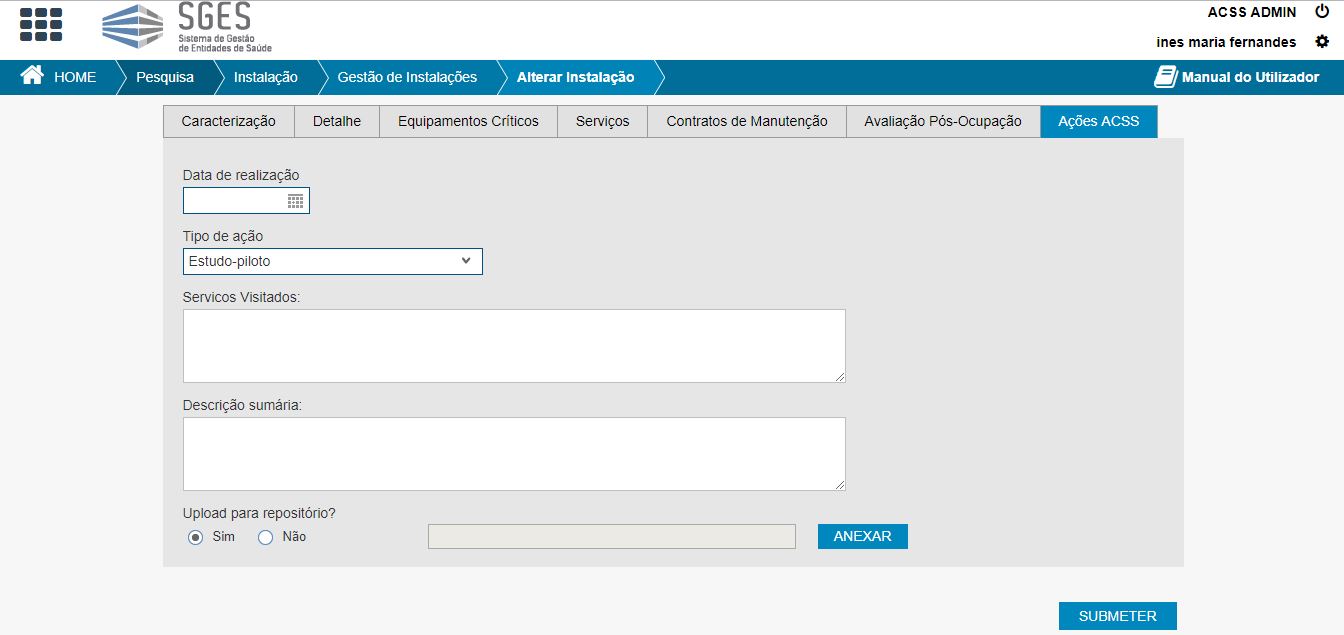 SGES
Sistema de Gestão
de Entidades de Saúde
ACSS ADMIN
ines maria fernandes
HOME Pesquisa Instalação Gestão de Instalações Alterar Instalação Manual do Utilizador
Caracterização Detalhe Equipamentos Críticos Serviços Contratos de Manutenção Avaliação Pós-Ocupação Ações ACSS
Data de realização
Tipo de ação
Estudo-piloto
Servicos Visitados:
Descrição sumária:
Upload para repositório?
Sim Não ANEXAR
SUBMETER